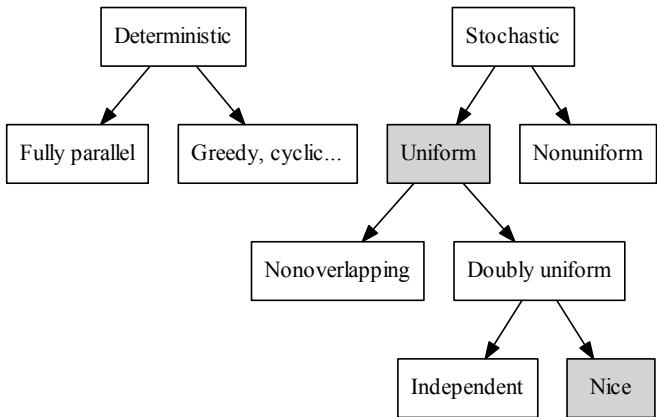 Deterministic
Stochastic
Fully parallel
Greedy, cyclic...
Uniform
Nonuniform
Nonoverlapping
Doubly uniform
Independent
Nice